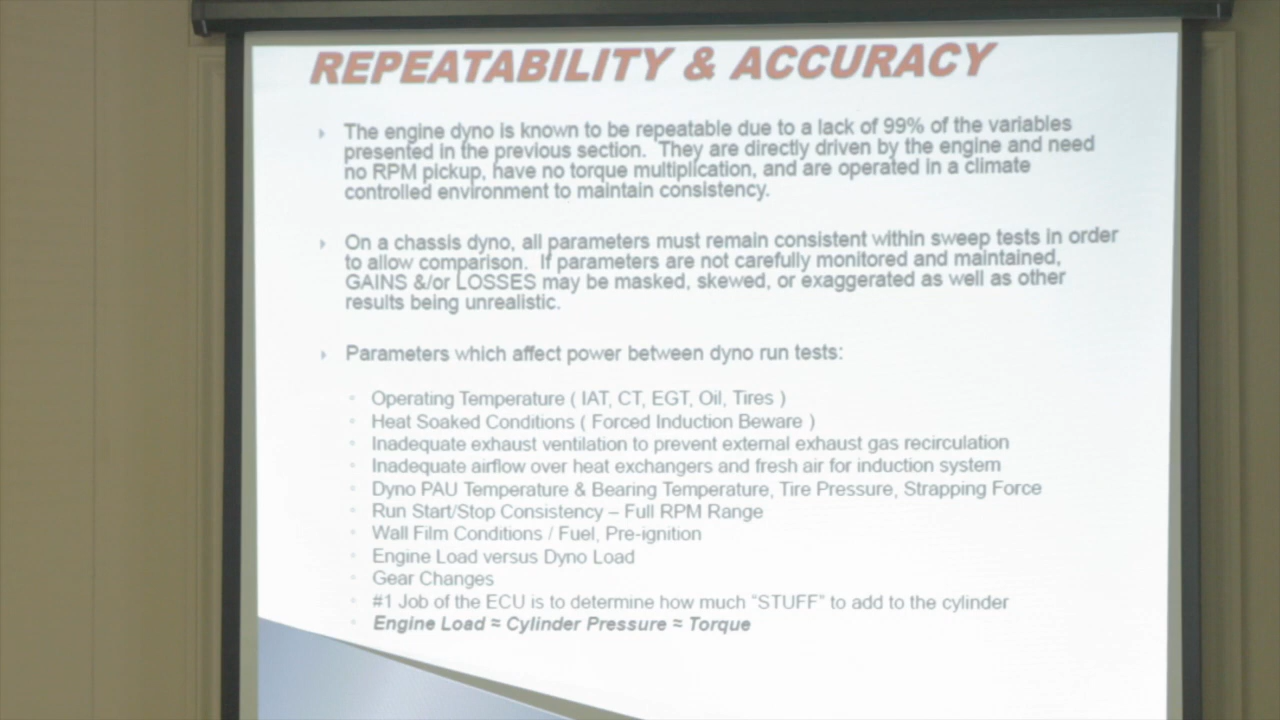 REPEATABILITY & ACCURACY
The engine dyno is known to be repeatable due to a lack of 99% of the variables
presented in the previous section. They are directly driven by the engine and need
no RPM pickup, have no torque multiplication, and are operated in a climate
controlled environment to maintain consistency.
On a chassis dyno, all parameters must remain consistent within sweep tests in order
to allow comparison. If parameters are not carefully monitored and maintained,
GAINS &/or LOSSES may be masked, skewed, or exaggerated as well as other
results being unrealistic.
Parameters which affect power between dyno run tests:
Operating Temperature ( IAT, CT, EGT, Oil, Tires )
Heat Soaked Conditions ( Forced Induction Beware )
Inadequate exhaust ventilation to prevent external exhaust gas recirculation
Inadequate airflow over heat exchangers and fresh air for induction system
Dyno PAU Temperature & Bearing Temperature, Tire Pressure, Strapping Force
Run Start/Stop Consistency – Full RPM Range
Wall Film Conditions / Fuel, Pre-ignition
Engine Load versus Dyno Load
Gear Changes
#1 Job of the ECU is to determine how much “STUFF” to add to the cylinder
Engine Load ≈ Cylinder Pressure ≈ Torque